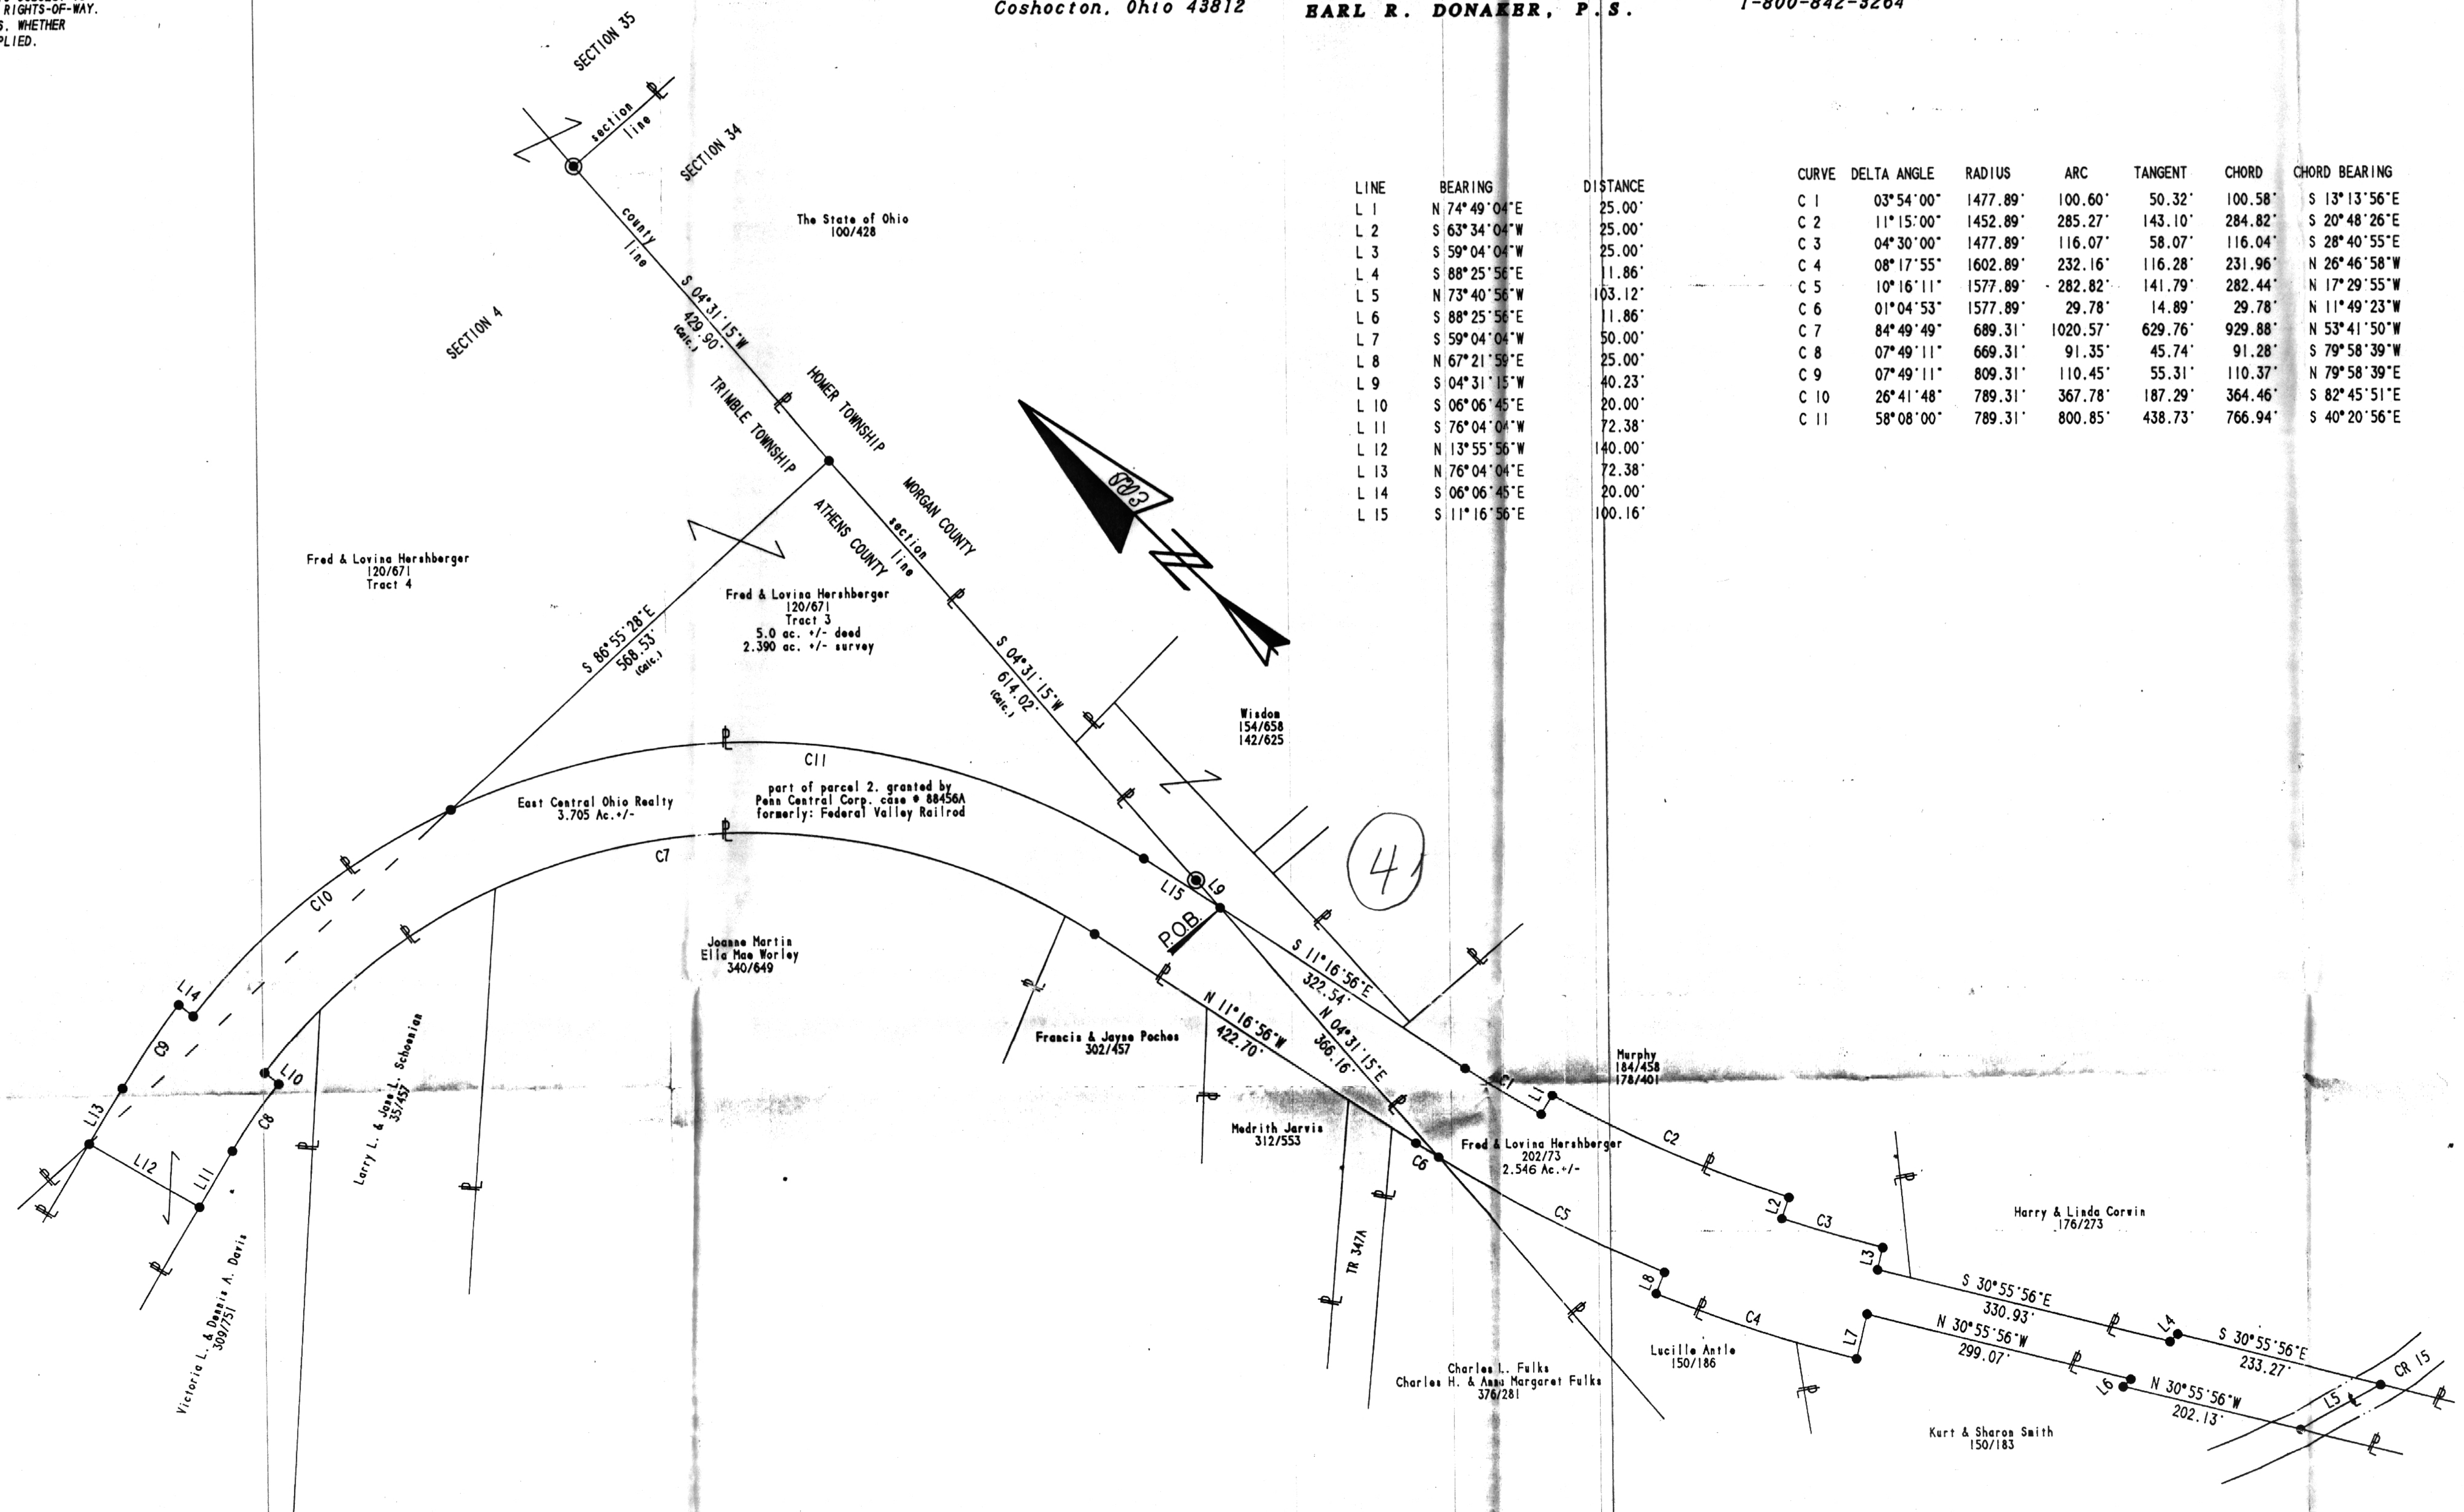 RIGHTS-OF-WAY.
S. WHETHER
PLIED.
Coshocton, Ohio 43812
EARL R. DONAKER, P.S.
1-800-842-3264
SECTION 35
section
line
SECTION 34
The State of Ohio
100/428
county
line
S 04°31'15"W
429.90'
(Calc.)
SECTION 4
HOMER TOWNSHIP
TRIMBLE TOWNSHIP
MORGAN COUNTY
ATHENS COUNTY
section
line
LINE BEARING DISTANCE
L 1 N 74°49'04"E 25.00'
L 2 S 63°34'04"W 25.00'
L 3 S 59°04'04"W 25.00'
L 4 S 88°25'56"E 11.86'
L 5 N 73°40'56"W 103.12'
L 6 S 88°25'56"E 11.86'
L 7 S 59°04'04"W 50.00'
L 8 N 67°21'59"E 25.00'
L 9 S 04°31'15"W 40.23'
L 10 S 06°06'45"E 20.00'
L 11 S 76°04'04"W 72.38'
L 12 N 13°55'56"W 140.00'
L 13 N 76°04'04"E 72.38'
L 14 S 06°06'45"E 20.00'
L 15 S 11°16'56"E 100.16'
CURVE DELTA ANGLE RADIUS ARC TANGENT CHORD CHORD BEARING
C 1 03°54'00" 1477.89' 100.60' 50.32' 100.58' S 13°13'56"E
C 2 11°15'00" 1452.89' 285.27' 143.10' 284.82' S 20°48'26"E
C 3 04°30'00" 1477.89' 116.07' 58.07' 116.04' S 28°40'55"E
C 4 08°17'55" 1602.89' 232.16' 116.28' 231.96' N 26°46'58"W
C 5 10°16'11" 1577.89' 282.82' 141.79' 282.44' N 17°29'55"W
C 6 01°04'53" 1577.89' 29.78' 14.89' 29.78' N 11°49'23"W
C 7 84°49'49" 689.31' 1020.57' 629.76' 929.88' N 53°41'50"W
C 8 07°49'11" 669.31' 91.35' 45.74' 91.28' S 79°58'39"W
C 9 07°49'11" 809.31' 110.45' 55.31' 110.37' N 79°58'39"E
C 10 26°41'48" 789.31' 367.78' 187.29' 364.46' S 82°45'51"E
C 11 58°08'00" 789.31' 800.85' 438.73' 766.94' S 40°20'56"E
Fred & Lovina Hershberger
120/671
Tract 4
Fred & Lovina Hershberger
120/671
Tract 3
5.0 ac. +/- deed
2.390 ac. +/- survey
S 86°55'28"E
568.53'
(Calc.)
S 04°31'15"W
614.02'
(Calc.)
N
Wisdom
154/658
142/625
C11
East Central Ohio Realty
3.705 Ac.+/-
part of parcel 2. granted by
Penn Central Corp. case # 88456A
formerly: Federal Valley Railrod
C7
C10
4
L15
L9
P.O.B.
Joanne Martin
Ella Mae Worley
340/649
S 11°16'56"E
322.54'
N 11°16'56"W
422.70'
N 04°31'15"E
366.16'
Francis & Jayne Poches
302/457
L14
C9
L13
L12
L10
C8
L11
Larry L. & Jane L. Schoenian
35/457
Victoria L. & Dennis A. Davis
309/751
Medrith Jarvis
312/553
TR 347A
Murphy
184/458
178/401
C1
L1
C2
Fred & Lovina Hershberger
202/73
2.546 Ac.+/-
C6
C5
L2
C3
L3
Harry & Linda Corwin
176/273
L8
C4
L7
S 30°55'56"E
330.93'
N 30°55'56"W
299.07'
L4
S 30°55'56"E
233.27'
L6
N 30°55'56"W
202.13'
L5
CR 15
Lucille Antle
150/186
Charles L. Fulks
Charles H. & Anna Margaret Fulks
376/281
Kurt & Sharon Smith
150/183